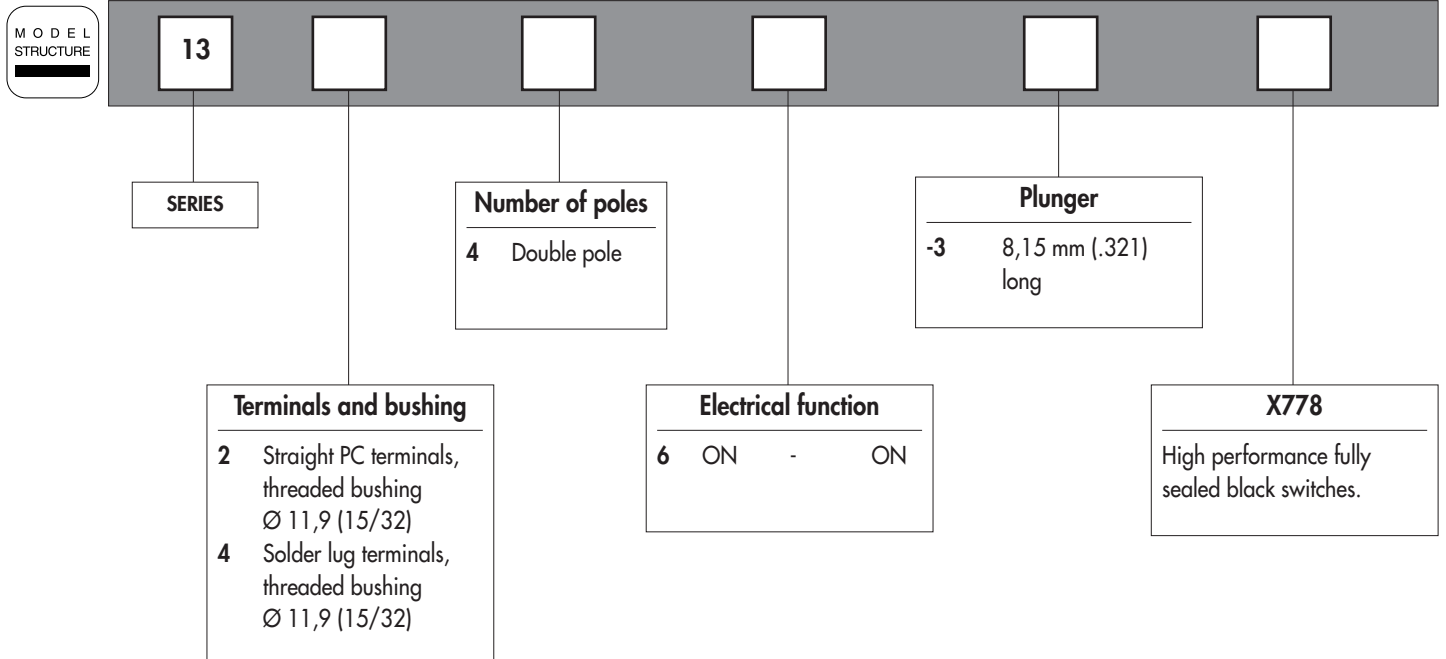 MODEL
STRUCTURE
13
SERIES
Number of poles
4 Double pole
Plunger
-3 8,15 mm (.321)
long
Terminals and bushing
2 Straight PC terminals,
threaded bushing
Ø 11,9 (15/32)
4 Solder lug terminals,
threaded bushing
Ø 11,9 (15/32)
Electrical function
6 ON - ON
X778
High performance fully
sealed black switches.